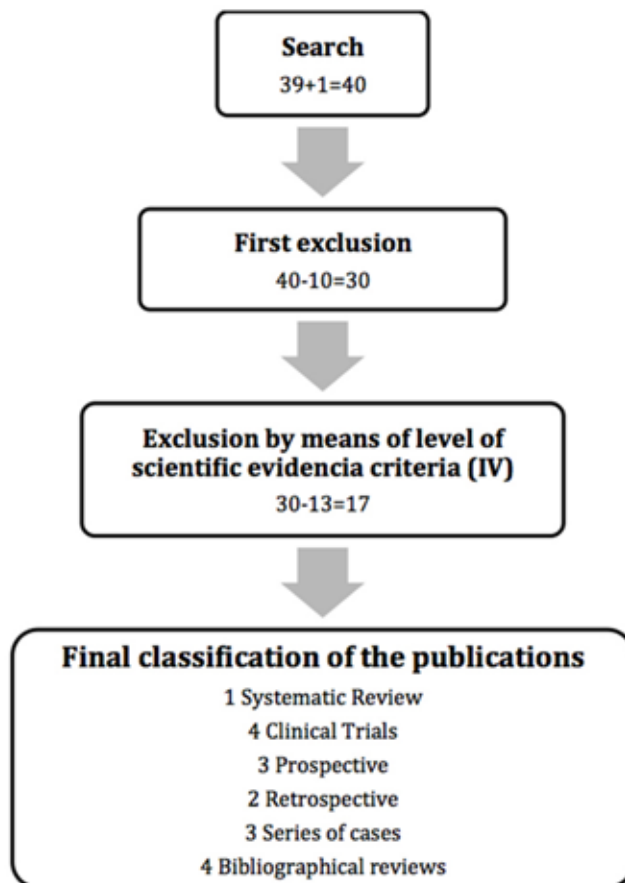 Search
39+1=40
First exclusion
40-10=30
Exclusion by means of level of
scientific evidencia criteria (IV)
30-13=17
Final classification of the publications
1 Systematic Review
4 Clinical Trials
3 Prospective
2 Retrospective
3 Series of cases
4 Bibliographical reviews